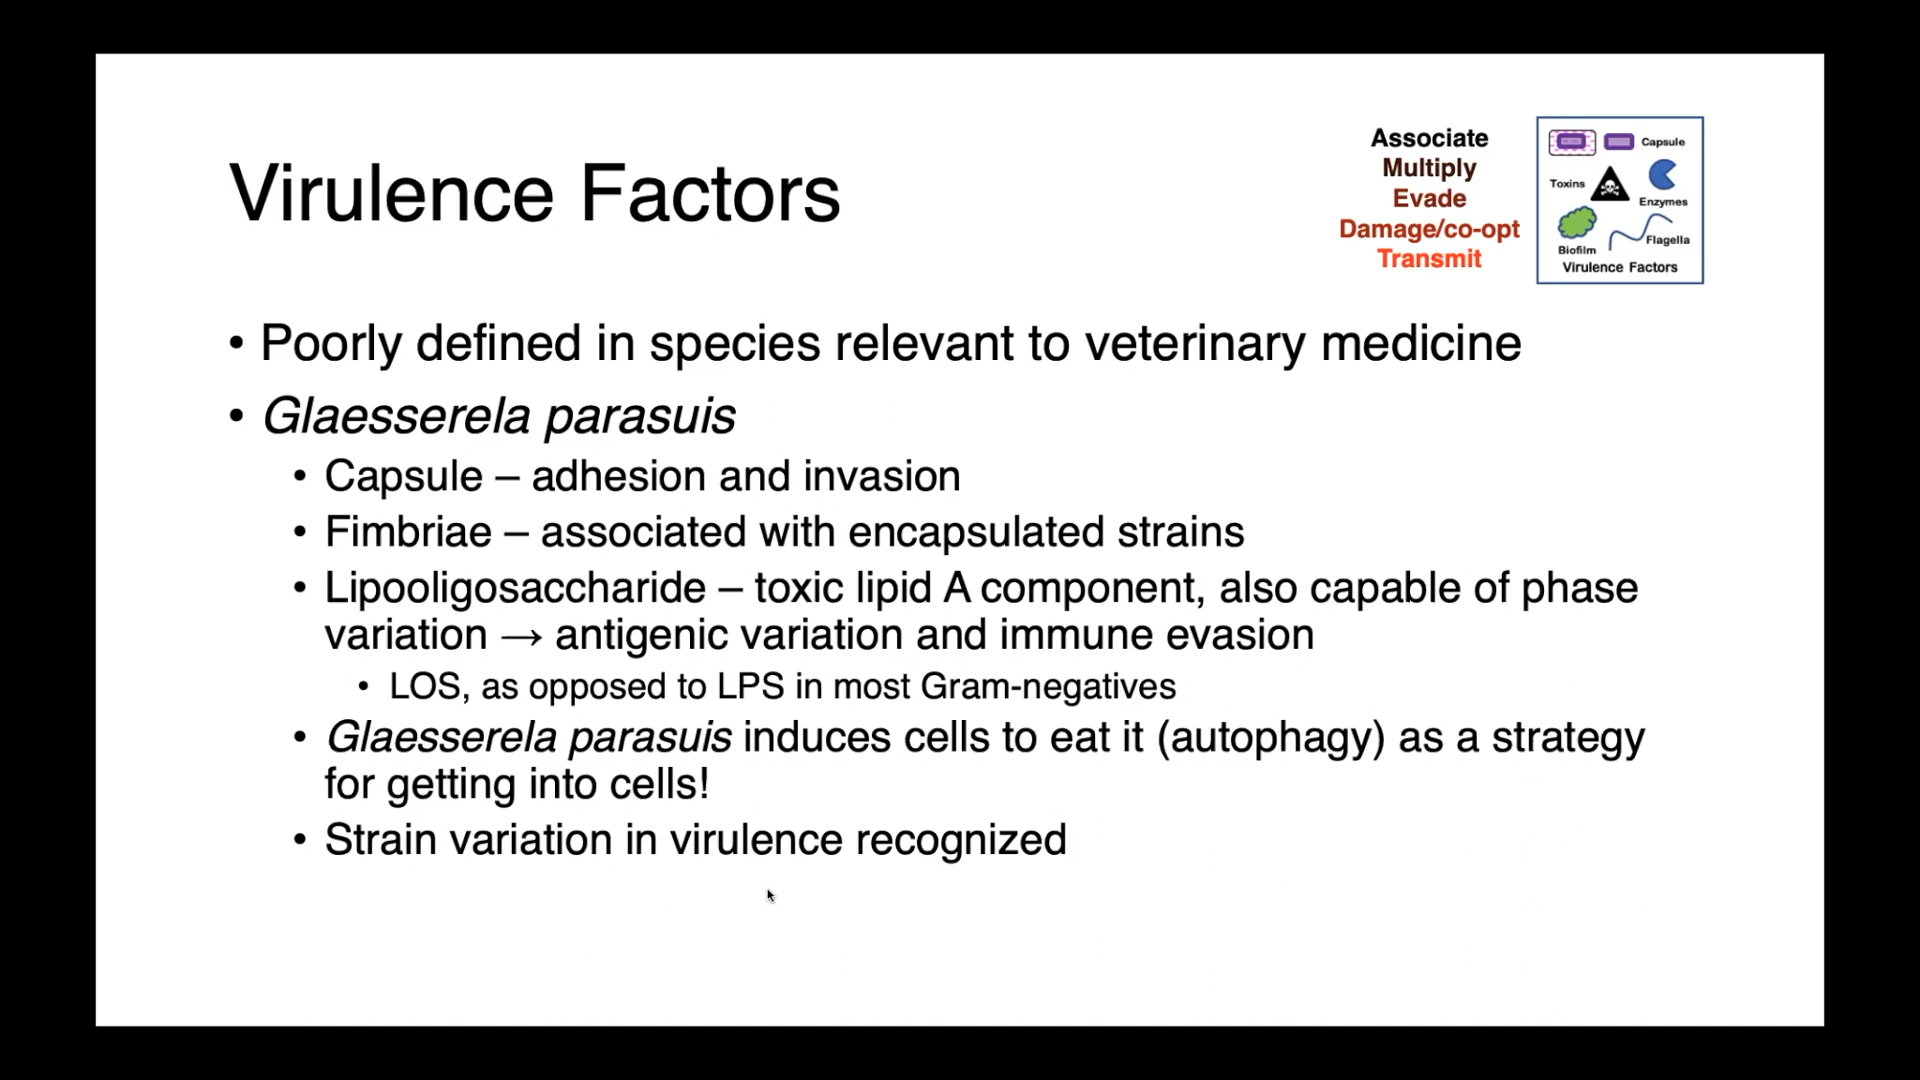 Virulence Factors
Associate
Multiply
Evade
Damage/co-opt
Transmit
Capsule
Toxins
Enzymes
Biofilm
Flagella
Virulence Factors
• Poorly defined in species relevant to veterinary medicine
• Glaesserela parasuis
• Capsule – adhesion and invasion
• Fimbriae – associated with encapsulated strains
• Lipooligosaccharide – toxic lipid A component, also capable of phase
variation → antigenic variation and immune evasion
• LOS, as opposed to LPS in most Gram-negatives
• Glaesserela parasuis induces cells to eat it (autophagy) as a strategy
for getting into cells!
• Strain variation in virulence recognized